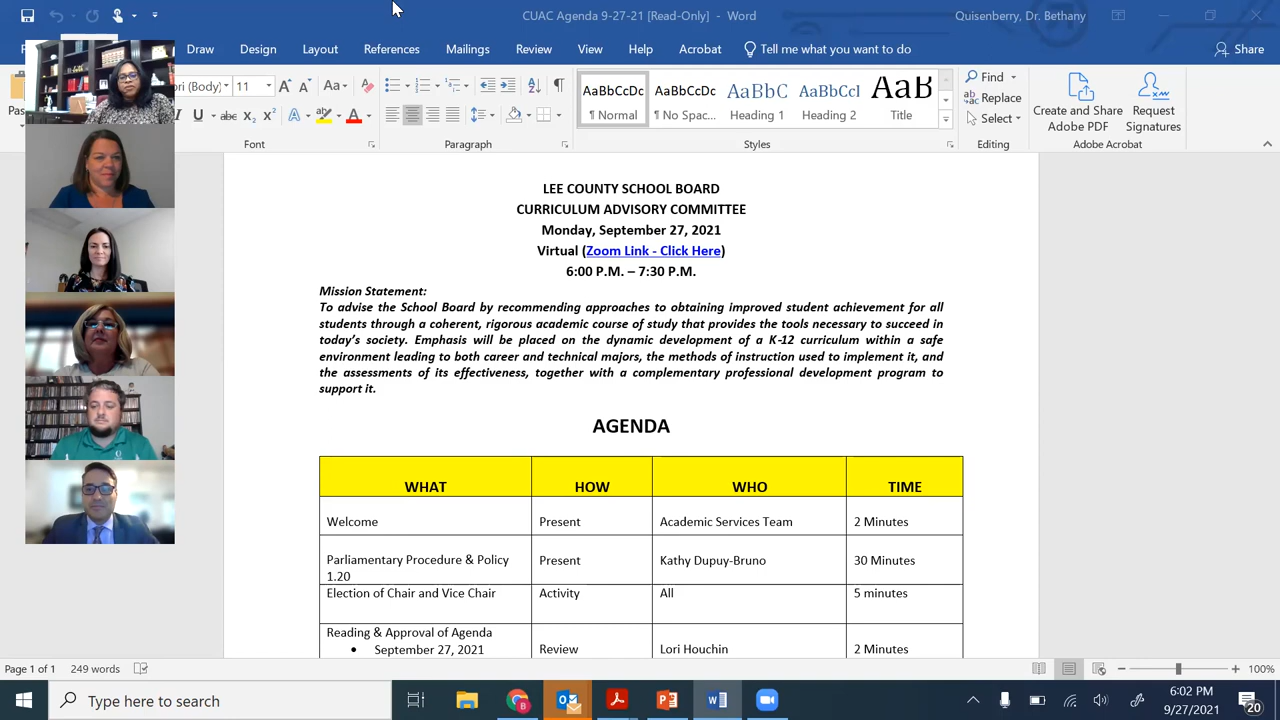 CUAC Agenda 9-27-21 [Read-Only] - Word
Quisenberry, Dr. Bethany
Draw Design Layout References Mailings Review View Help Acrobat Tell me what you want to do Share
11
Aa
AaBbCcDc AaBbCcDc AaBbC AaBbCcI AaB
¶ Normal ¶ No Spac... Heading 1 Heading 2 Title
Find
Replace
Select
Create and Share Adobe PDF
Request Signatures
Font Paragraph Styles Editing Adobe Acrobat
LEE COUNTY SCHOOL BOARD
CURRICULUM ADVISORY COMMITTEE
Monday, September 27, 2021
Virtual (Zoom Link - Click Here)
6:00 P.M. – 7:30 P.M.
Mission Statement:
To advise the School Board by recommending approaches to obtaining improved student achievement for all
students through a coherent, rigorous academic course of study that provides the tools necessary to succeed in
today's society. Emphasis will be placed on the dynamic development of a K-12 curriculum within a safe
environment leading to both career and technical majors, the methods of instruction used to implement it, and
the assessments of its effectiveness, together with a complementary professional development program to
support it.
AGENDA
WHAT HOW WHO TIME
Welcome Present Academic Services Team 2 Minutes
Parliamentary Procedure & Policy
1.20 Present Kathy Dupuy-Bruno 30 Minutes
Election of Chair and Vice Chair Activity All 5 minutes
Reading & Approval of Agenda
• September 27, 2021 Review Lori Houchin 2 Minutes
Page 1 of 1 249 words 100%
Type here to search
6:02 PM
9/27/2021
20